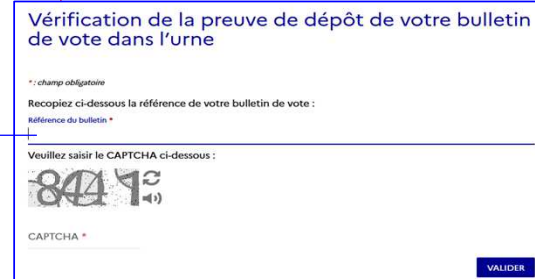 Vérification de la preuve de dépôt de votre bulletin
de vote dans l'urne
* : champ obligatoire
Recopiez ci-dessous la référence de votre bulletin de vote :
Référence du bulletin *
Veuillez saisir le CAPTCHA ci-dessous :
CAPTCHA *
VALIDER